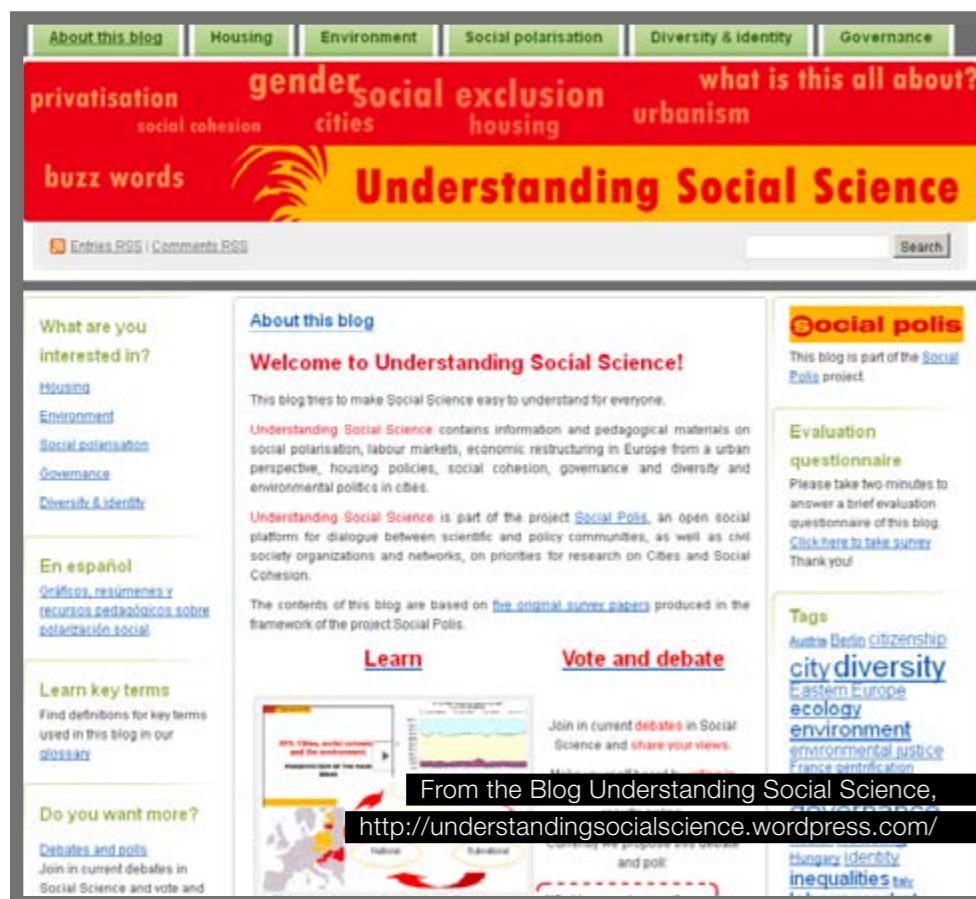 About this blog
Housing
Environment
Social polarisation
Diversity & identity
Governance
privatisation
gender
social exclusion
what is this all about?
social cohesion
cities
housing
urbanism
buzz words
Understanding Social Science
Entries RSS | Comments RSS
Search
What are you
interested in?
Housing
Environment
Social polarisation
Governance
Diversity & identity
En español
Gráficos, resúmenes y
recursos pedagógicos sobre
polarización social
Learn key terms
Find definitions for key terms
used in this blog in our
glossary
Do you want more?
Debates and polls
Join in current debates in
Social Science and vote and
About this blog
Welcome to Understanding Social Science!
This blog tries to make Social Science easy to understand for everyone.
Understanding Social Science contains information and pedagogical materials on
social polarisation, labour markets, economic restructuring in Europe from a urban
perspective, housing policies, social cohesion, governance and diversity and
environmental politics in cities.
Understanding Social Science is part of the project Social Polis, an open social
platform for dialogue between scientific and policy communities, as well as civil
society organizations and networks, on priorities for research on Cities and Social
Cohesion.
The contents of this blog are based on five original survey papers produced in the
framework of the project Social Polis.
Learn
National
Subnational
Vote and debate
Join in current debates in Social
Science and share your views.
Currently we propose this debate
and poll:
social polis
This blog is part of the Social
Polis project.
Evaluation
questionnaire
Please take two minutes to
answer a brief evaluation
questionnaire of this blog.
Click here to take survey
Thank you!
Tags
Austria Berlin citizenship
city diversity
Eastern Europe
ecology
environment
environmental justice
France gentrification
governance
Hungary Identity
inequalities Italy
From the Blog Understanding Social Science,
http://understandingsocialscience.wordpress.com/